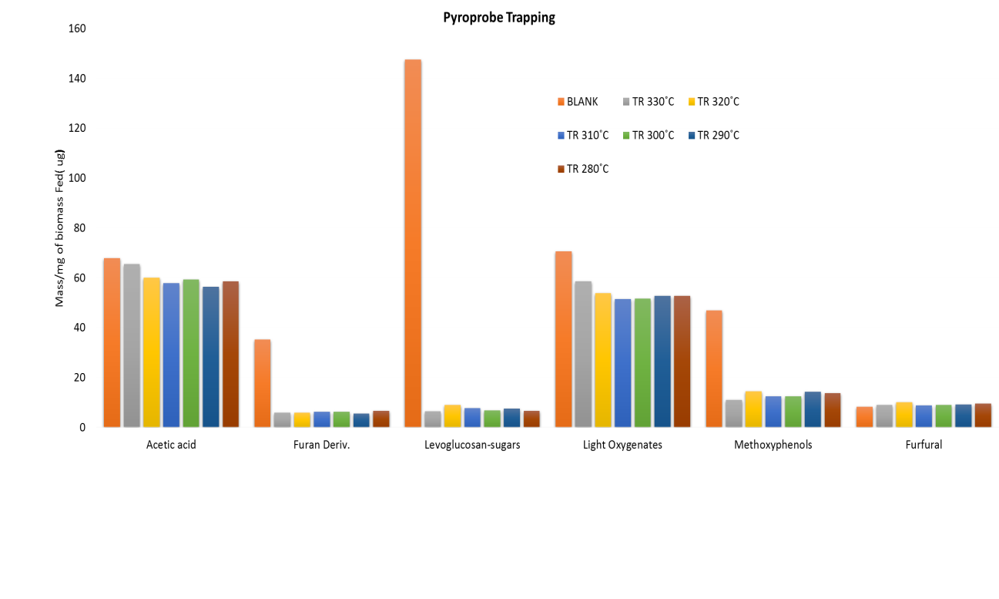 Pyroprobe Trapping
160
140
120
100
80
60
40
20
0
Mass/mg of biomass Fed( ug)
BLANK TR 330˚C TR 320˚C
TR 310˚C TR 300˚C TR 290˚C
TR 280˚C
Acetic acid Furan Deriv. Levoglucosan-sugars Light Oxygenates Methoxyphenols Furfural